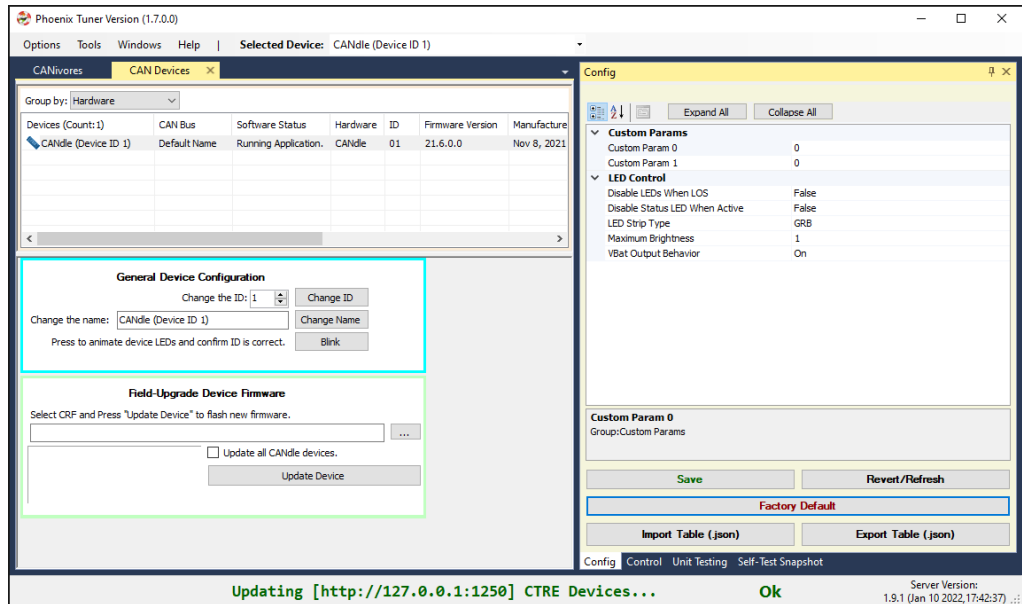 Phoenix Tuner Version (1.7.0.0)
Options Tools Windows Help | Selected Device: CANdle (Device ID 1)
CANivores CAN Devices
Group by: Hardware
Devices (Count:1) CAN Bus Software Status Hardware ID Firmware Version Manufacture
CANdle (Device ID 1) Default Name Running Application. CANdle 01 21.6.0.0 Nov 8, 2021
General Device Configuration
Change the ID: 1 Change ID
Change the name: CANdle (Device ID 1) Change Name
Press to animate device LEDs and confirm ID is correct. Blink
Field-Upgrade Device Firmware
Select CRF and Press "Update Device" to flash new firmware.
...
Update all CANdle devices.
Update Device
Config
Expand All Collapse All
Custom Params
Custom Param 0 0
Custom Param 1 0
LED Control
Disable LEDs When LOS False
Disable Status LED When Active False
LED Strip Type GRB
Maximum Brightness 1
VBat Output Behavior On
Custom Param 0
Group:Custom Params
Save Revert/Refresh
Factory Default
Import Table (.json) Export Table (.json)
Config Control Unit Testing Self-Test Snapshot
Updating [http://127.0.0.1:1250] CTRE Devices... Ok
Server Version:
1.9.1 (Jan 10 2022,17:42:37)